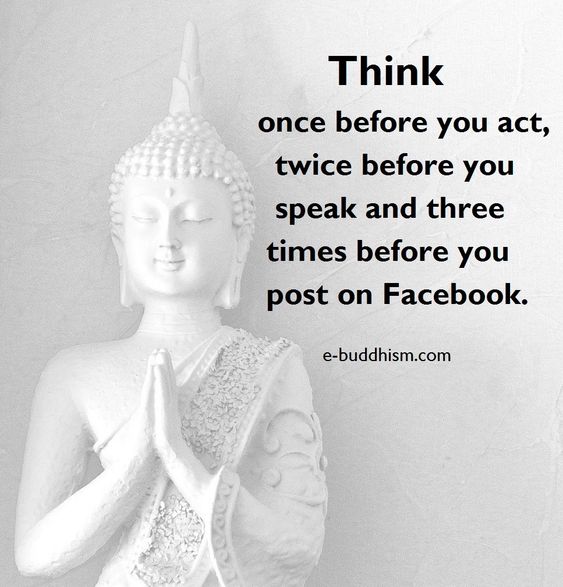 Think
once before you act,
twice before you
speak and three
times before you
post on Facebook.
e-buddhism.com